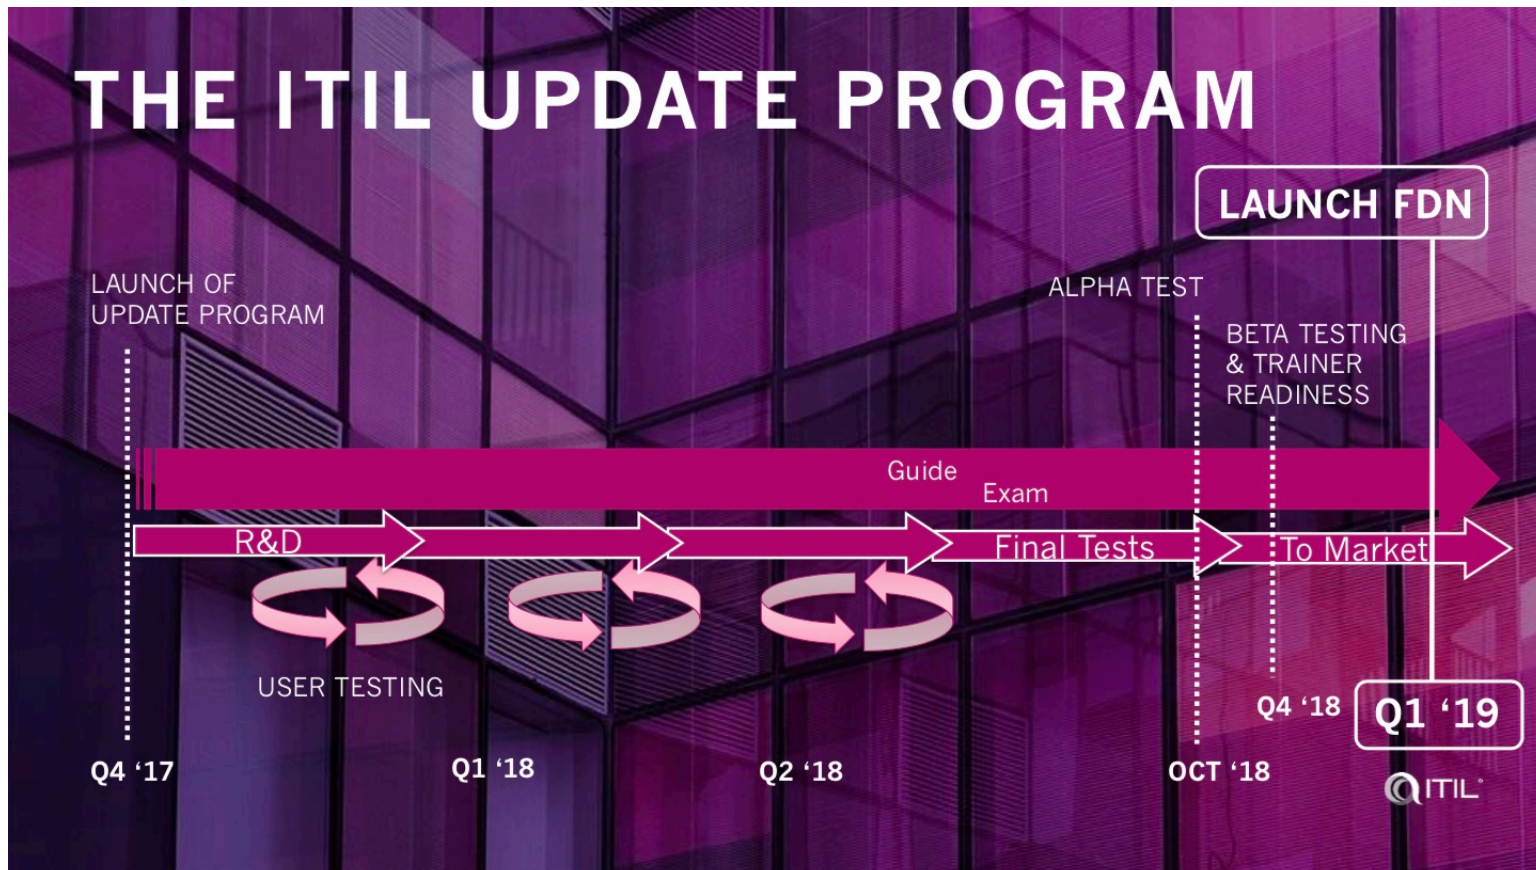 THE ITIL UPDATE PROGRAM
LAUNCH FDN
LAUNCH OF
UPDATE PROGRAM
ALPHA TEST
BETA TESTING
& TRAINER
READINESS
Guide
Exam
R&D
Final Tests
To Market
USER TESTING
Q4 ‘17
Q1 ‘18
Q2 ‘18
OCT ‘18
Q4 ‘18
Q1 ‘19
ITIL